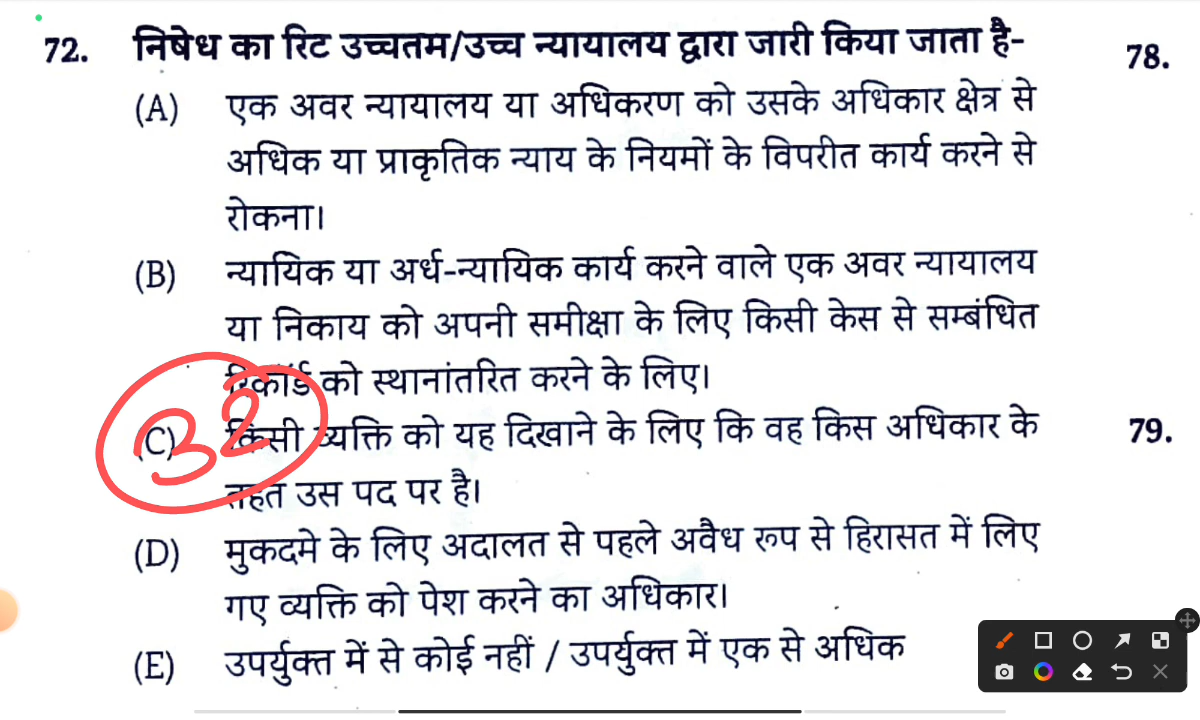 72. निषेध का रिट उच्चतम/उच्च न्यायालय द्वारा जारी किया जाता है-
(A) एक अवर न्यायालय या अधिकरण को उसके अधिकार क्षेत्र से
अधिक या प्राकृतिक न्याय के नियमों के विपरीत कार्य करने से
रोकना।
(B) न्यायिक या अर्ध-न्यायिक कार्य करने वाले एक अवर न्यायालय
या निकाय को अपनी समीक्षा के लिए किसी केस से सम्बंधित
रिकॉर्ड को स्थानांतरित करने के लिए।
(C) किसी व्यक्ति को यह दिखाने के लिए कि वह किस अधिकार के
तहत उस पद पर है।
32
(D) मुकदमे के लिए अदालत से पहले अवैध रूप से हिरासत में लिए
गए व्यक्ति को पेश करने का अधिकार।
(E) उपर्युक्त में से कोई नहीं / उपर्युक्त में एक से अधिक
78.
79.